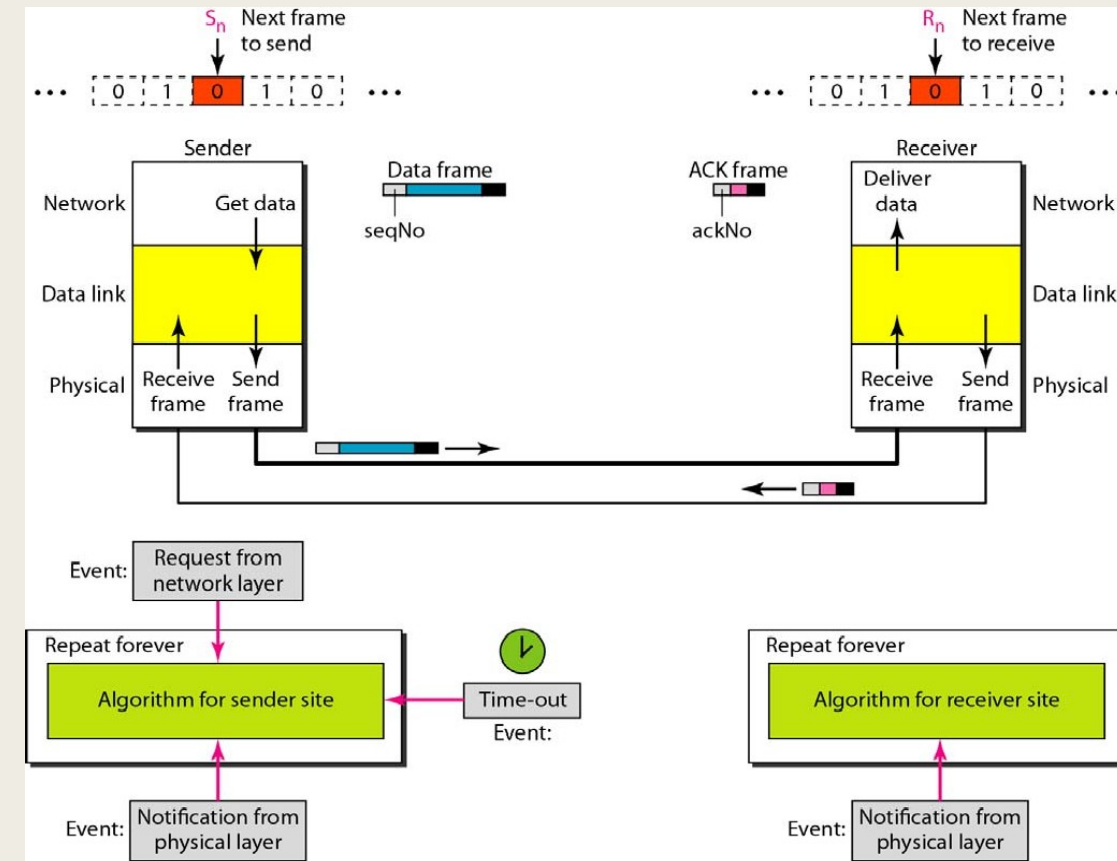 Sn Next frame
to send
Rn Next frame
to receive
... 0 1 0 1 0 ...
... 0 1 0 1 0 ...
Sender
Data frame
ACK frame
Receiver
Network
Get data
seqNo
ackNo
Deliver
data
Network
Data link
Data link
Physical
Receive
frame
Send
frame
Receive
frame
Send
frame
Physical
Event:
Request from
network layer
Repeat forever
Algorithm for sender site
Time-out
Event:
Repeat forever
Algorithm for receiver site
Event:
Notification from
physical layer
Event:
Notification from
physical layer